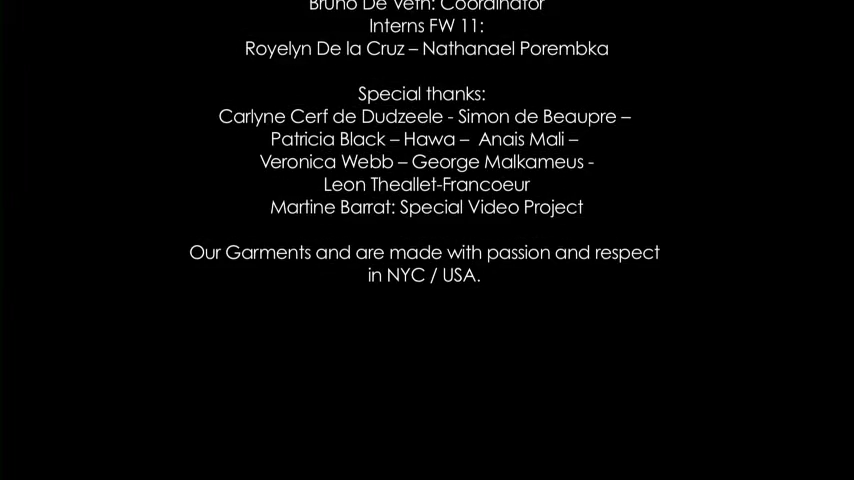 Bruno De Veth: Coordinator
Interns FW 11:
Royelyn De la Cruz – Nathanael Porembka
Special thanks:
Carlyne Cerf de Dudzeele - Simon de Beaupre –
Patricia Black – Hawa – Anais Mali –
Veronica Webb – George Malkameus -
Leon Theallet-Francoeur
Martine Barrat: Special Video Project
Our Garments and are made with passion and respect
in NYC / USA.